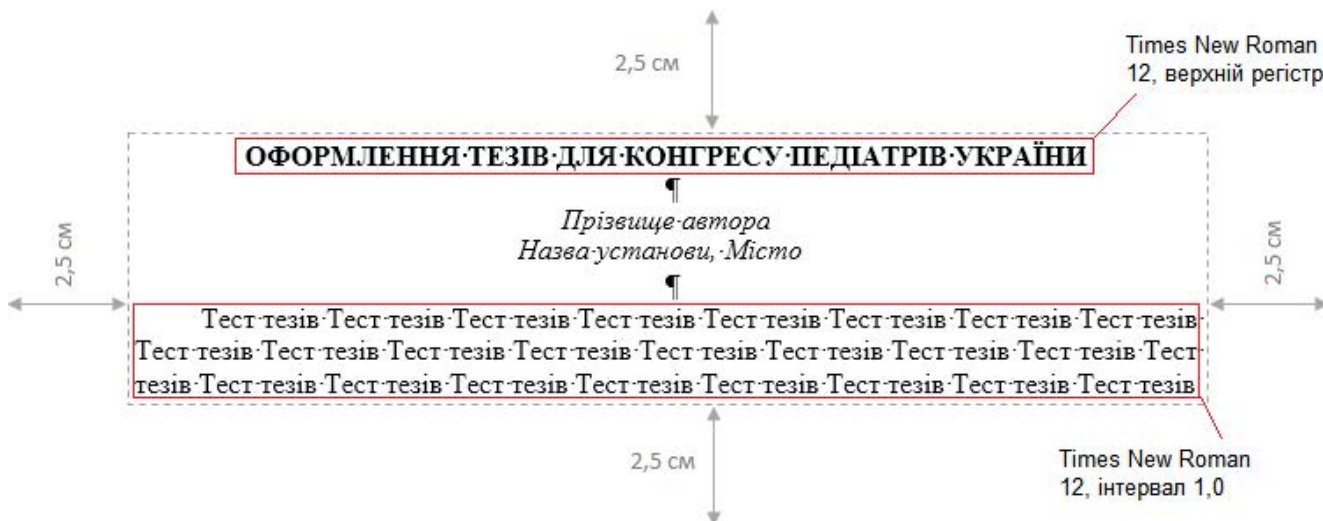 2,5 см
Times New Roman
12, верхній регістр
ОФОРМЛЕННЯ·ТЕЗІВ·ДЛЯ·КОНГРЕСУ·ПЕДІАТРІВ·УКРАЇНИ
¶
Прізвище·автора
Назва·установи,·Місто
¶
2,5 см
2,5 см
Тест·тезів·Тест·тезів·Тест·тезів·Тест·тезів·Тест·тезів·Тест·тезів·Тест·тезів·Тест·тезів·
Тест·тезів·Тест·тезів·Тест·тезів·Тест·тезів·Тест·тезів·Тест·тезів·Тест·тезів·Тест·тезів·Тест·
тезів·Тест·тезів·Тест·тезів·Тест·тезів·Тест·тезів·Тест·тезів·Тест·тезів·Тест·тезів·Тест·тезів
2,5 см
Times New Roman
12, інтервал 1,0